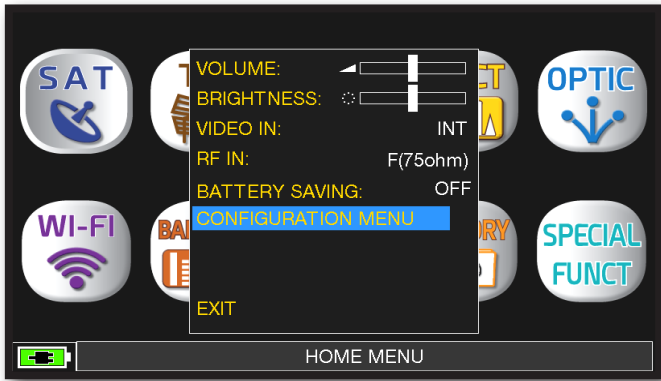 SAT
OPTIC
VOLUME:
BRIGHTNESS:
VIDEO IN: INT
RF IN: F(75ohm)
BATTERY SAVING: OFF
CONFIGURATION MENU
EXIT
WI-FI
SPECIAL
FUNCT
HOME MENU